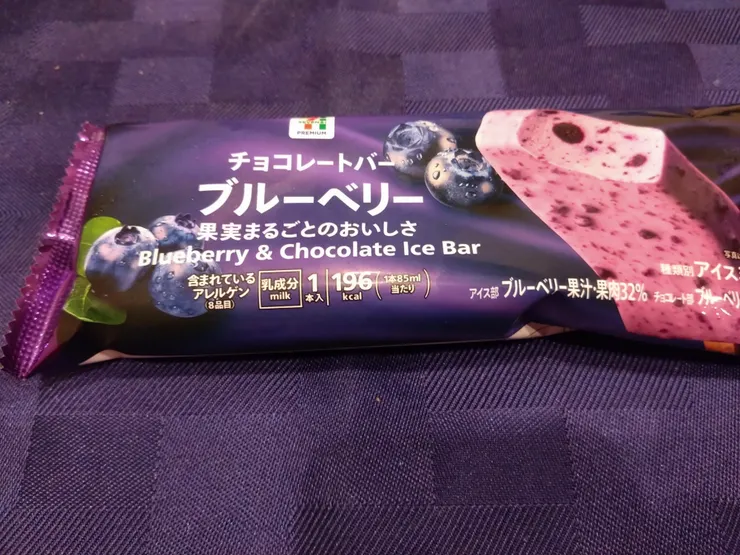 PREMIUM
チョコレートバー
ブルーベリー
果実まるごとのおいしさ
Blueberry & Chocolate Ice Bar
含まれている
アレルゲン
(8品目)
乳成分
milk
1
本入
196
kcal
(1本85ml
当たり)
アイス部 ブルーベリー果汁・果肉32% チョコレート部 ブルーベリ
種類別 アイス